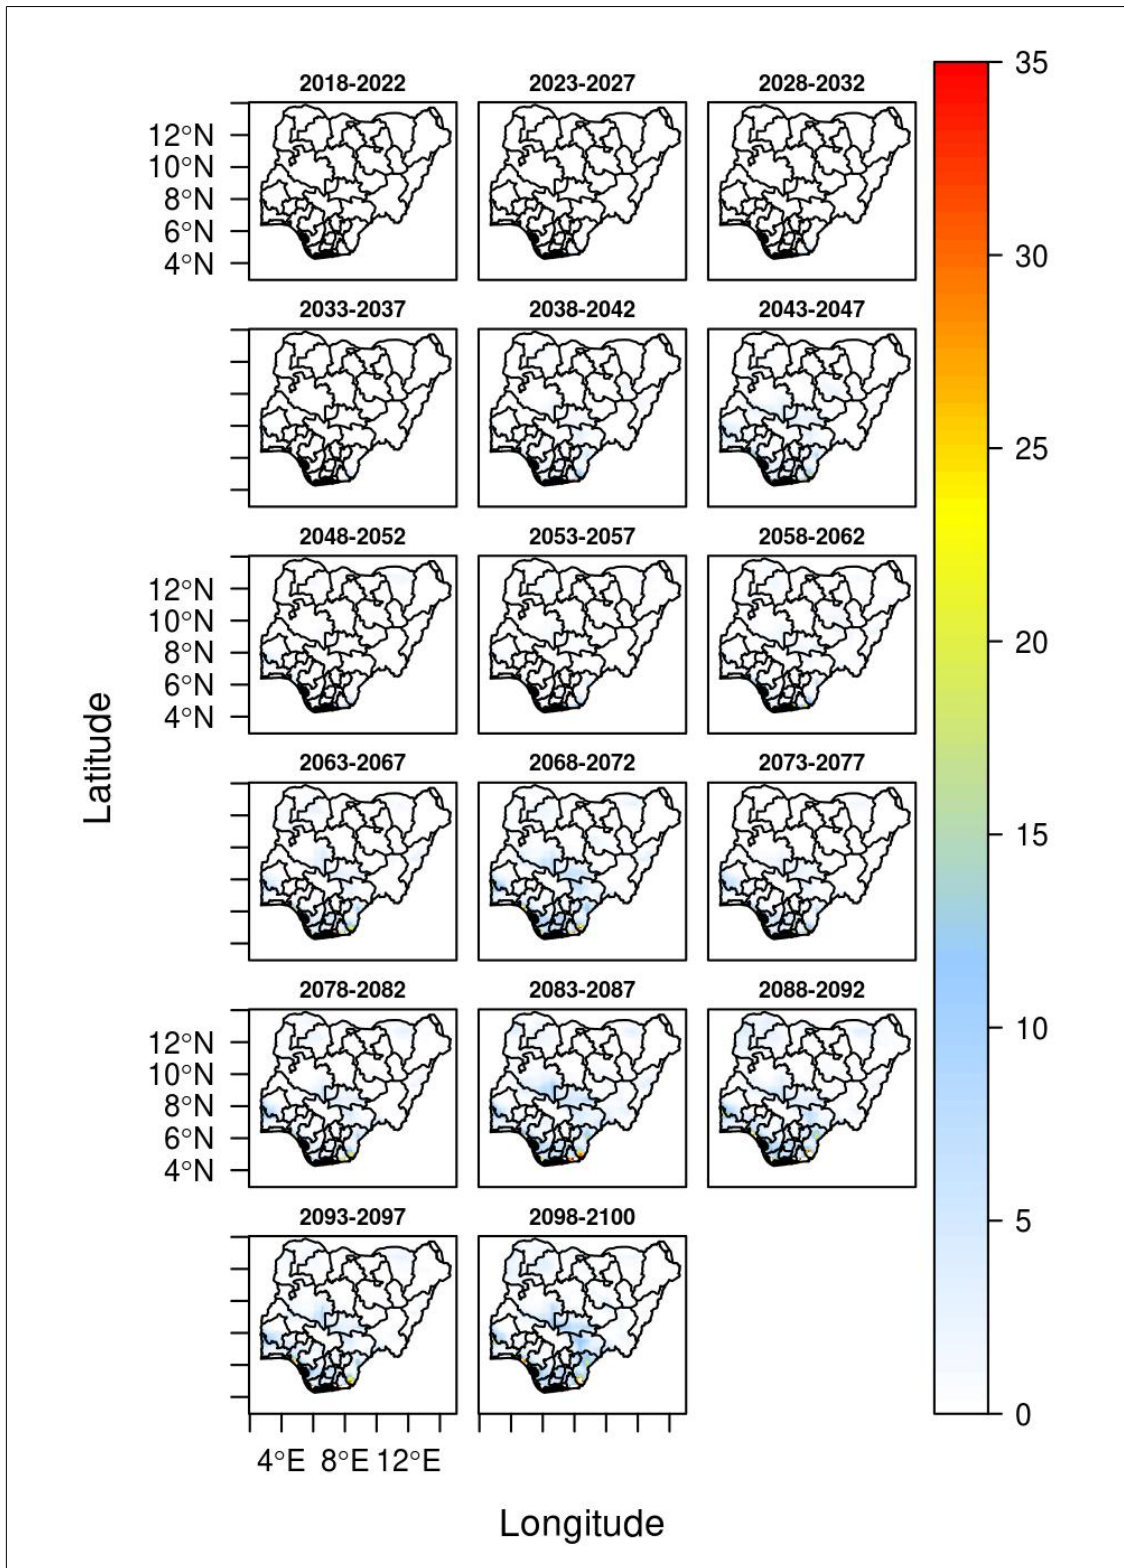 2018-2022 2023-2027 2028-2032
12°N
10°N
8°N
6°N
4°N
2033-2037 2038-2042 2043-2047
2048-2052 2053-2057 2058-2062
12°N
10°N
8°N
6°N
4°N
2063-2067 2068-2072 2073-2077
2078-2082 2083-2087 2088-2092
12°N
10°N
8°N
6°N
4°N
2093-2097 2098-2100
4°E 8°E 12°E
Longitude
Latitude
35
30
25
20
15
10
5
0